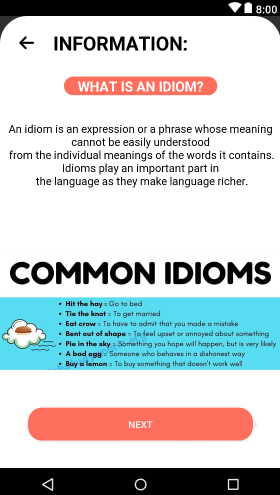 8:00
INFORMATION:
WHAT IS AN IDIOM?
An idiom is an expression or a phrase whose meaning
cannot be easily understood
from the individual meanings of the words it contains.
Idioms play an important part in
the language as they make language richer.
COMMON IDIOMS
• Hit the hay = Go to bed
• Tie the knot = To get married
• Eat crow = To have to admit that you made a mistake
• Bent out of shape = To feel upset or annoyed about something
• Pie in the sky = Something you hope will happen, but is very likely
• A bad egg = Someone who behaves in a dishonest way
• Buy a lemon = To buy something that doesn't work well
NEXT